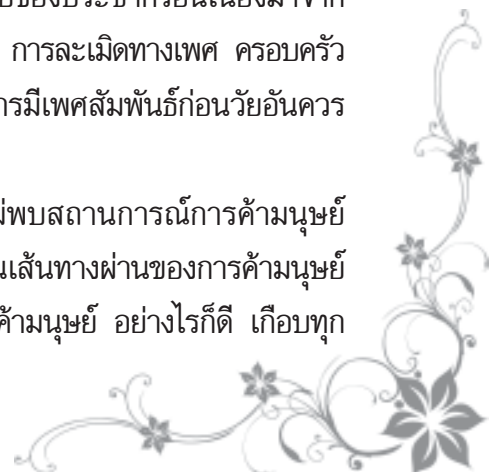 ของประชากรอันเนื่องมาจาก
การละเมิดทางเพศ ครอบครัว
มีเพศสัมพันธ์ก่อนวัยอันควร
พบสถานการณ์การค้ามนุษย์
เส้นทางผ่านของการค้ามนุษย์
ค้ามนุษย์ อย่างไรก็ดี เกือบทุก